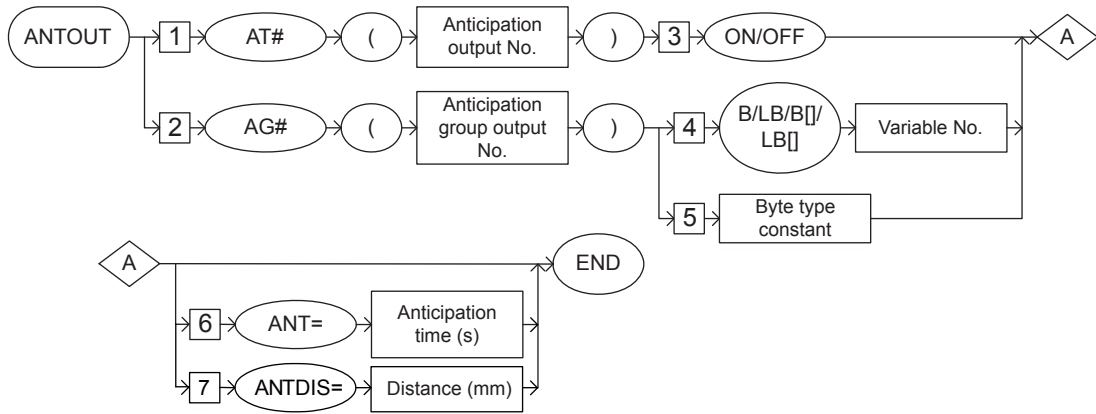 ANTOUT
1
AT#
(
Anticipation
output No.
)
3
ON/OFF
A
2
AG#
(
Anticipation
group output
No.
)
4
B/LB/B[]/
LB[]
Variable No.
5
Byte type
constant
A
END
6
ANT=
Anticipation
time (s)
7
ANTDIS=
Distance (mm)